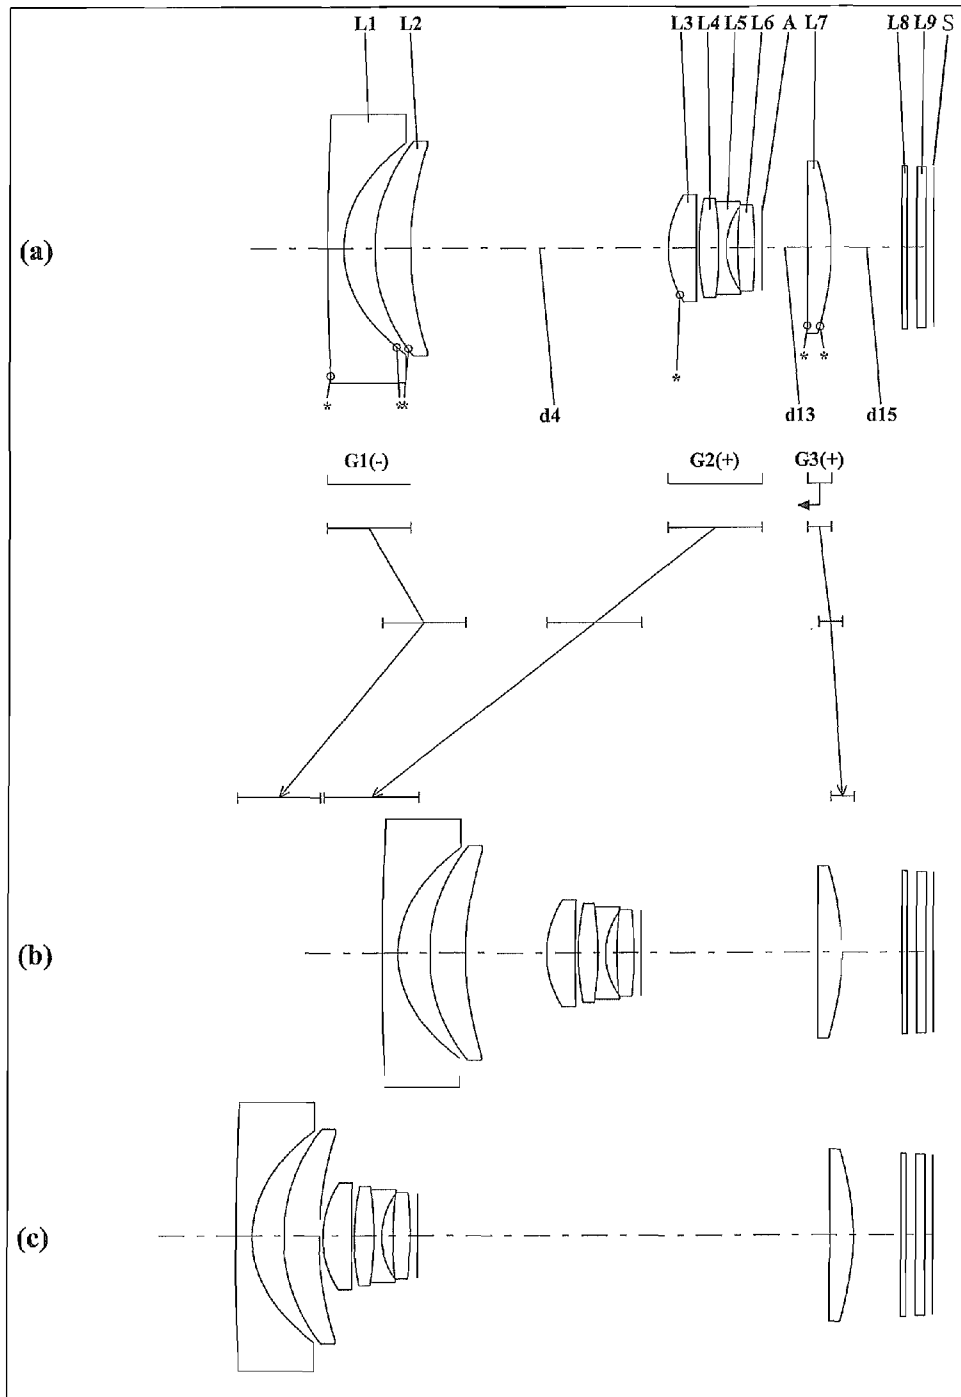 L1 L2 L3 L4 L5 L6 A L7 L8 L9 S
(a)
* ** * * *
d4 d13 d15
G1(-) G2(+) G3(+)
(b)
(c)